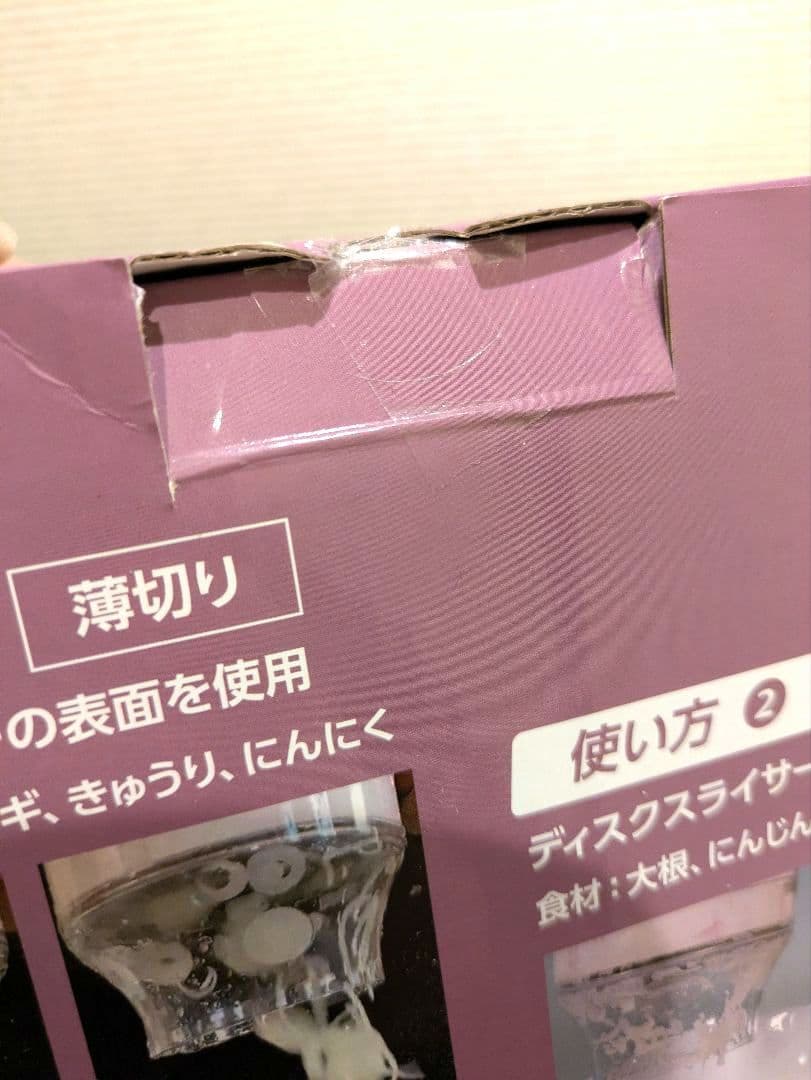 薄切り
の表面を使用
ギ、きゅうり、にんにく
使い方 2
ディスクスライサー
食材：大根、にんじん